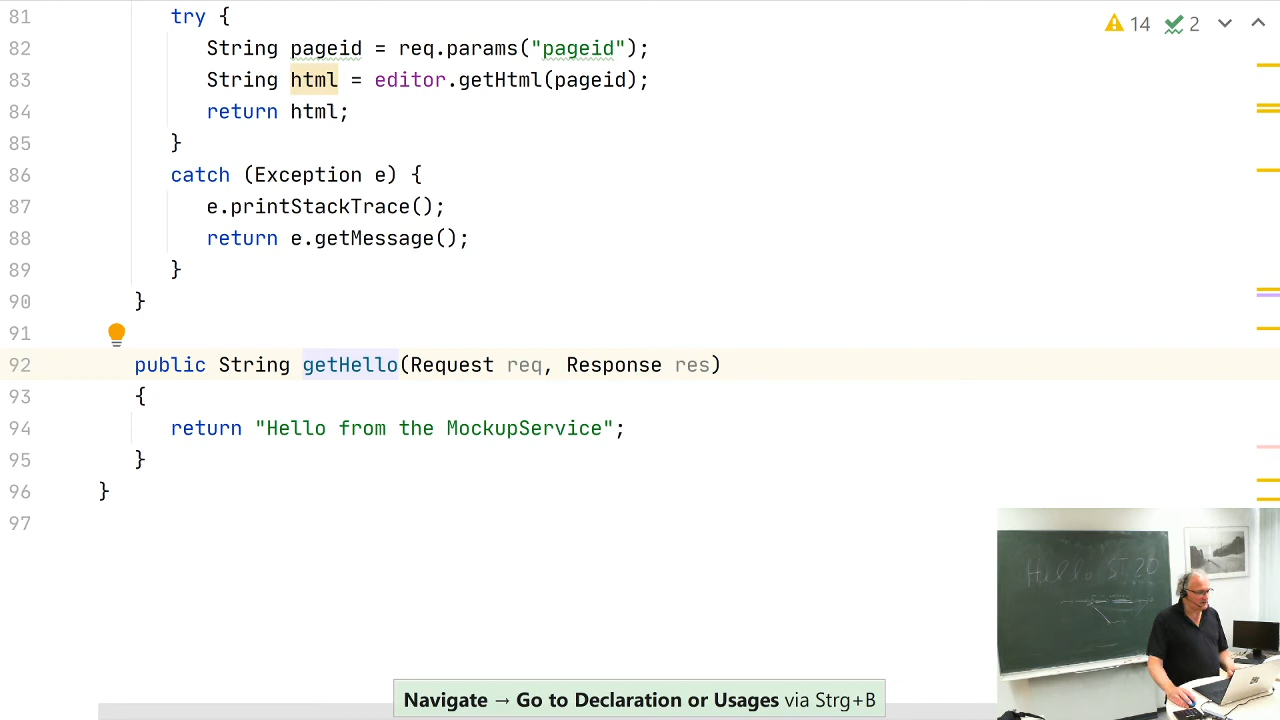 81 try {
82 String pageid = req.params("pageid");
83 String html = editor.getHtml(pageid);
84 return html;
85 }
86 catch (Exception e) {
87 e.printStackTrace();
88 return e.getMessage();
89 }
90 }
91
92 public String getHello(Request req, Response res)
93 {
94 return "Hello from the MockupService";
95 }
96 }
97
14 2
Hello ST20
Navigate → Go to Declaration or Usages via Strg+B